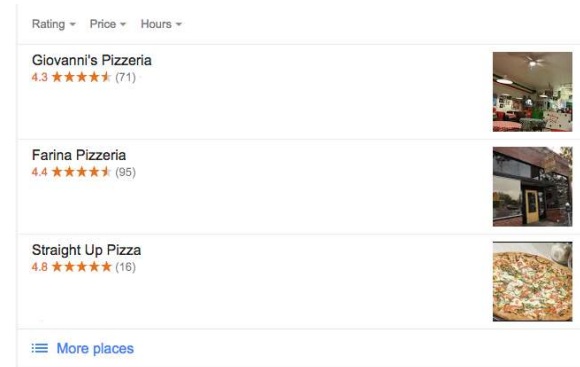 Rating Price Hours
Giovanni's Pizzeria
4.3 ★★★★★ (71)
Farina Pizzeria
4.4 ★★★★★ (95)
Straight Up Pizza
4.8 ★★★★★ (16)
More places